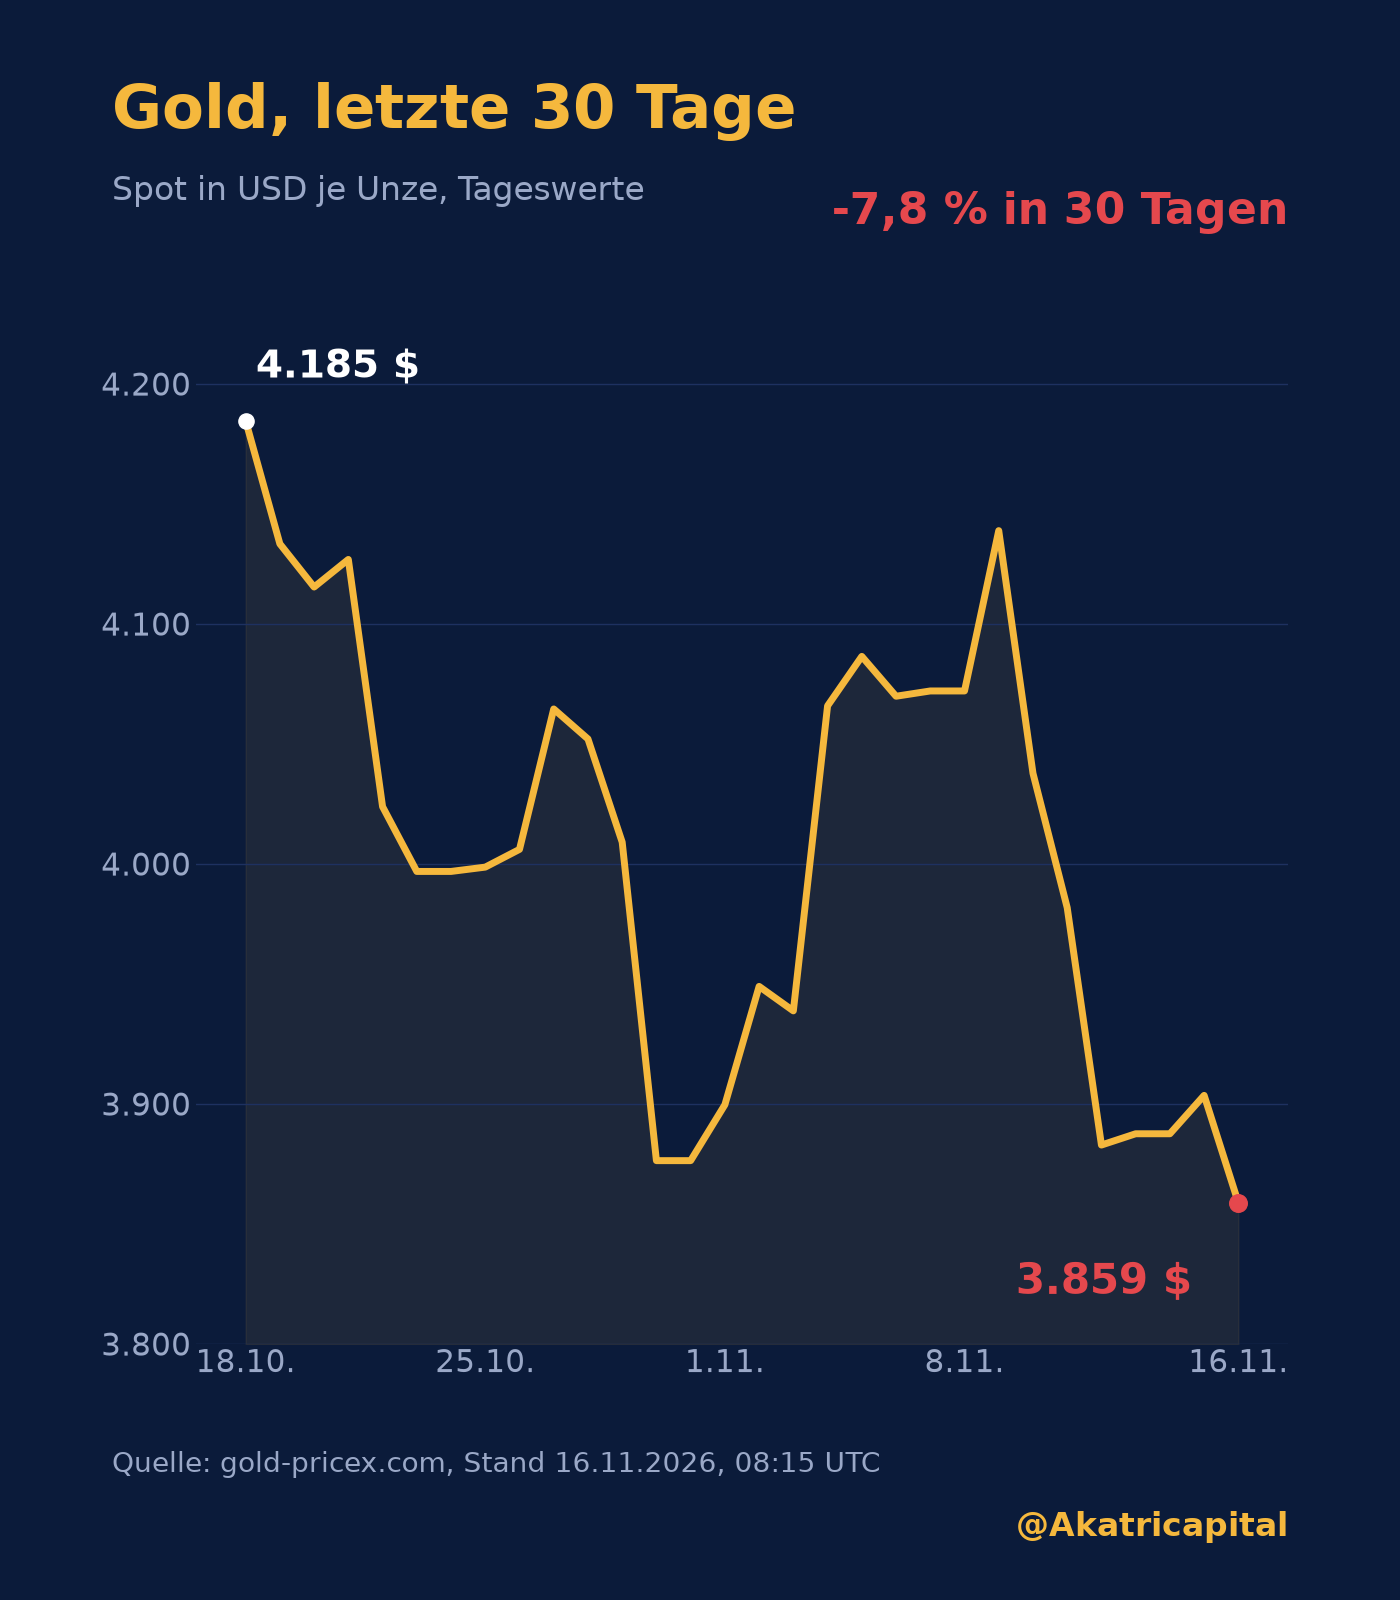 Gold, letzte 30 Tage
Spot in USD je Unze, Tageswerte
-7,8 % in 30 Tagen
4.185 $
4.200
4.100
4.000
3.900
3.859 $
3.800
18.10. 25.10. 1.11. 8.11. 16.11.
Quelle: gold-pricex.com, Stand 16.11.2026, 08:15 UTC
@Akatricapital